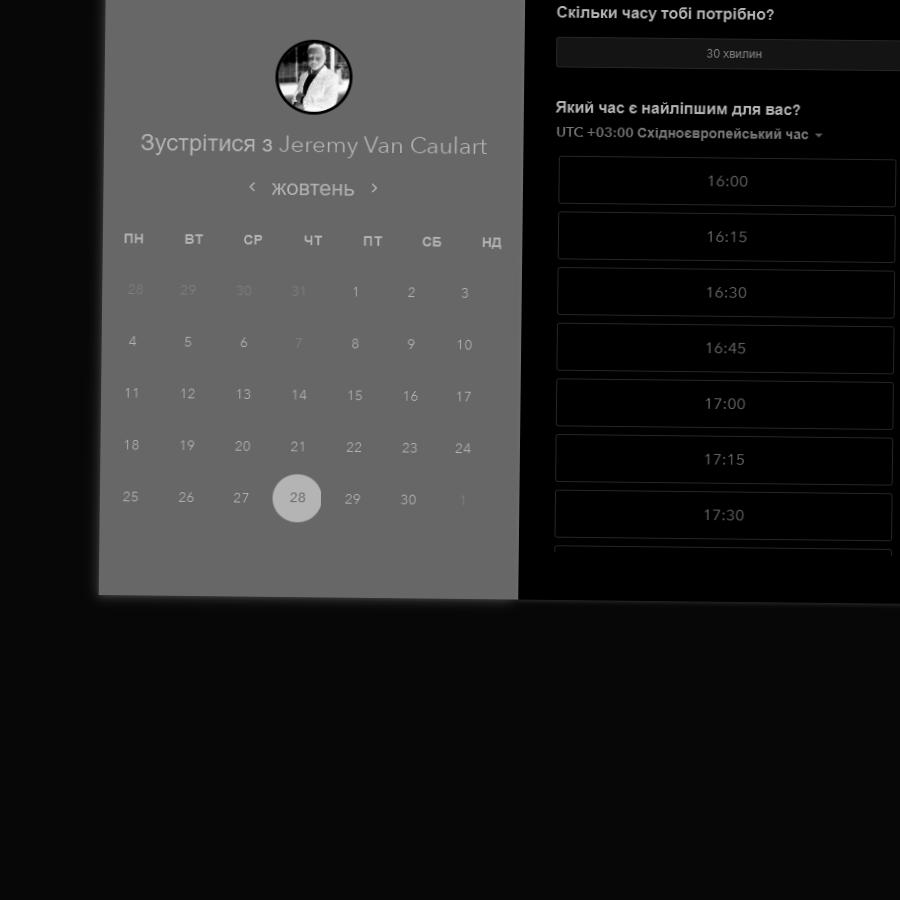 Зустрітися з Jeremy Van Caulart
жовтень
ПН ВТ СР ЧТ ПТ СБ НД
28 29 30 31 1 2 3
4 5 6 7 8 9 10
11 12 13 14 15 16 17
18 19 20 21 22 23 24
25 26 27 28 29 30 1
Скільки часу тобі потрібно?
30 хвилин
Який час є найліпшим для вас?
UTC +03:00 Східноєвропейський час
16:00
16:15
16:30
16:45
17:00
17:15
17:30